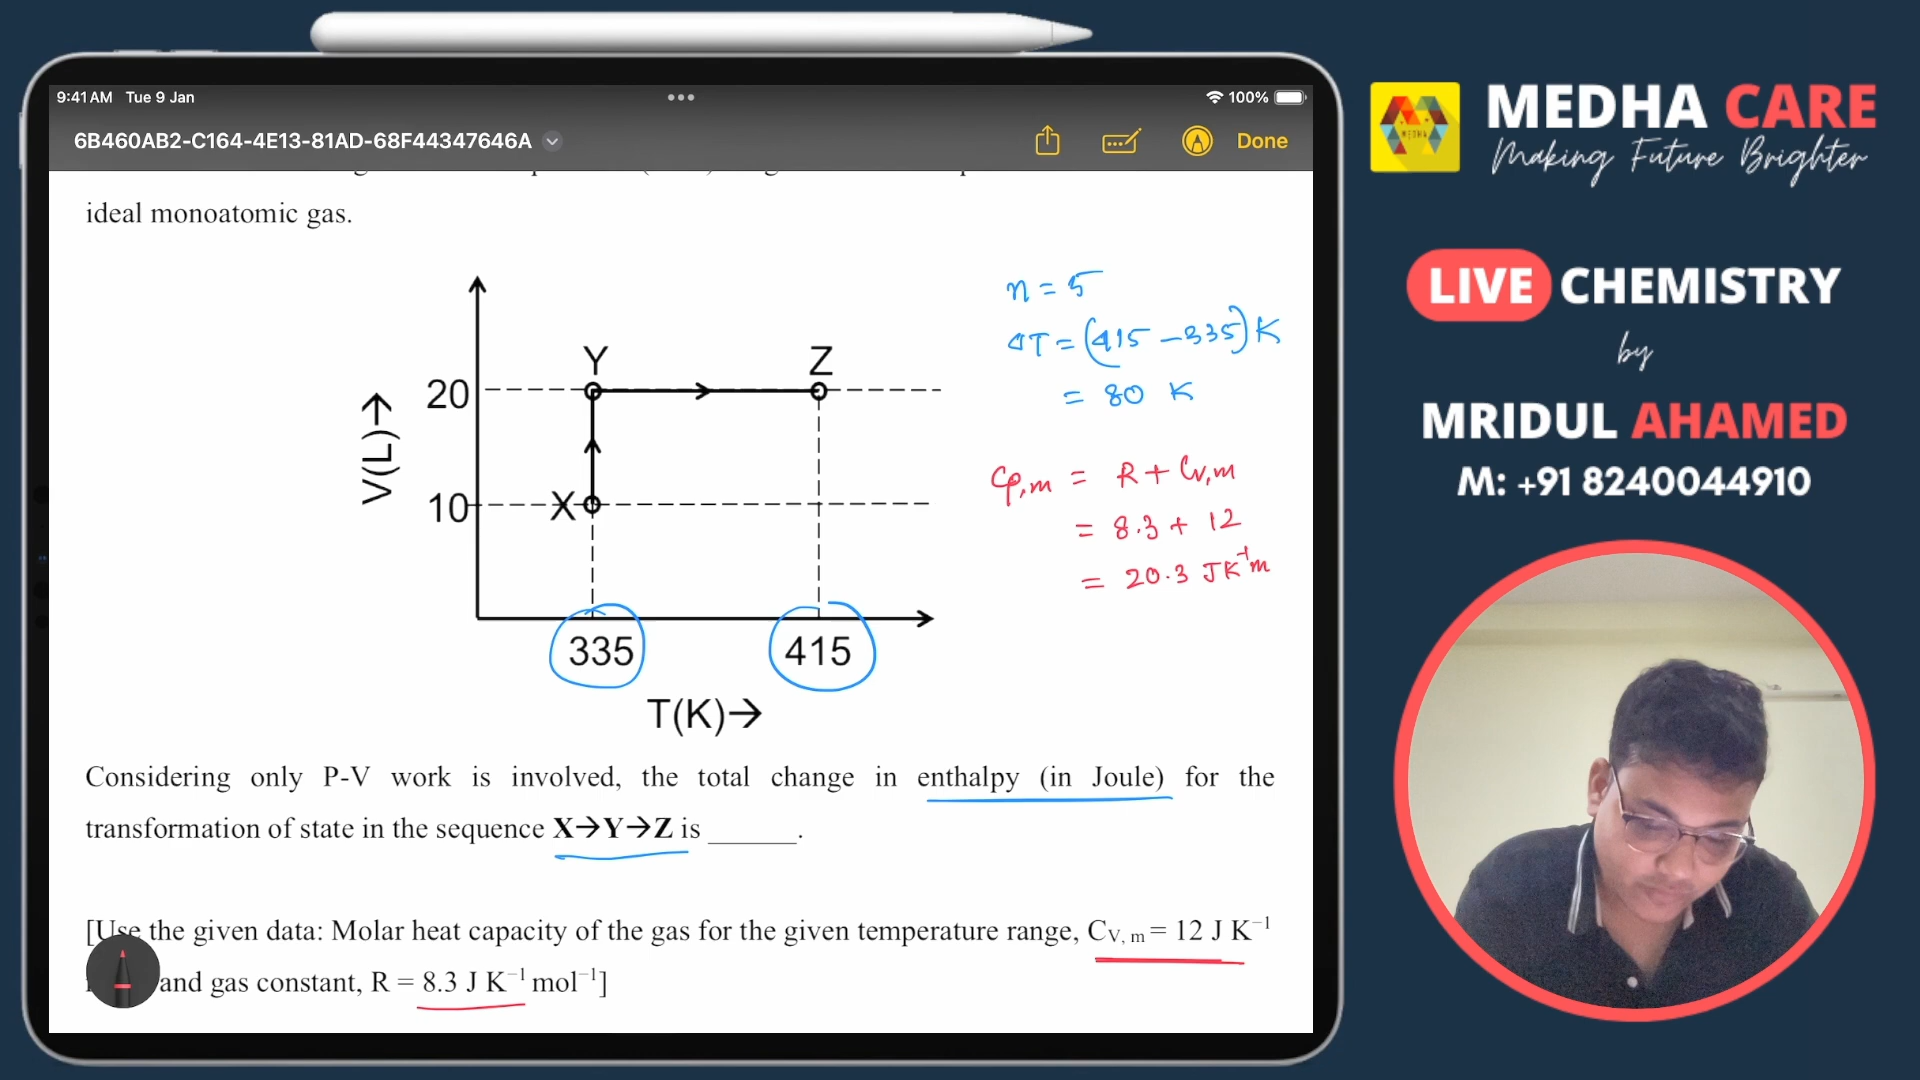 9:41 AM Tue 9 Jan
100%
6B460AB2-C164-4E13-81AD-68F44347646A
Done
ideal monoatomic gas.
V(L)→
20
10
X
Y
Z
335
415
T(K)→
n = 5
ΔT = (415 – 335) K
= 80 K
Cp,m = R + Cv,m
= 8.3 + 12
= 20.3 JK⁻¹m
Considering only P-V work is involved, the total change in enthalpy (in Joule) for the
transformation of state in the sequence X→Y→Z is ______.
[Use the given data: Molar heat capacity of the gas for the given temperature range, CV, m = 12 J K⁻¹
and gas constant, R = 8.3 J K⁻¹ mol⁻¹]
MEDHA CARE
Making Future Brighter
MEDHA
LIVE CHEMISTRY
by
MRIDUL AHAMED
M: +91 8240044910